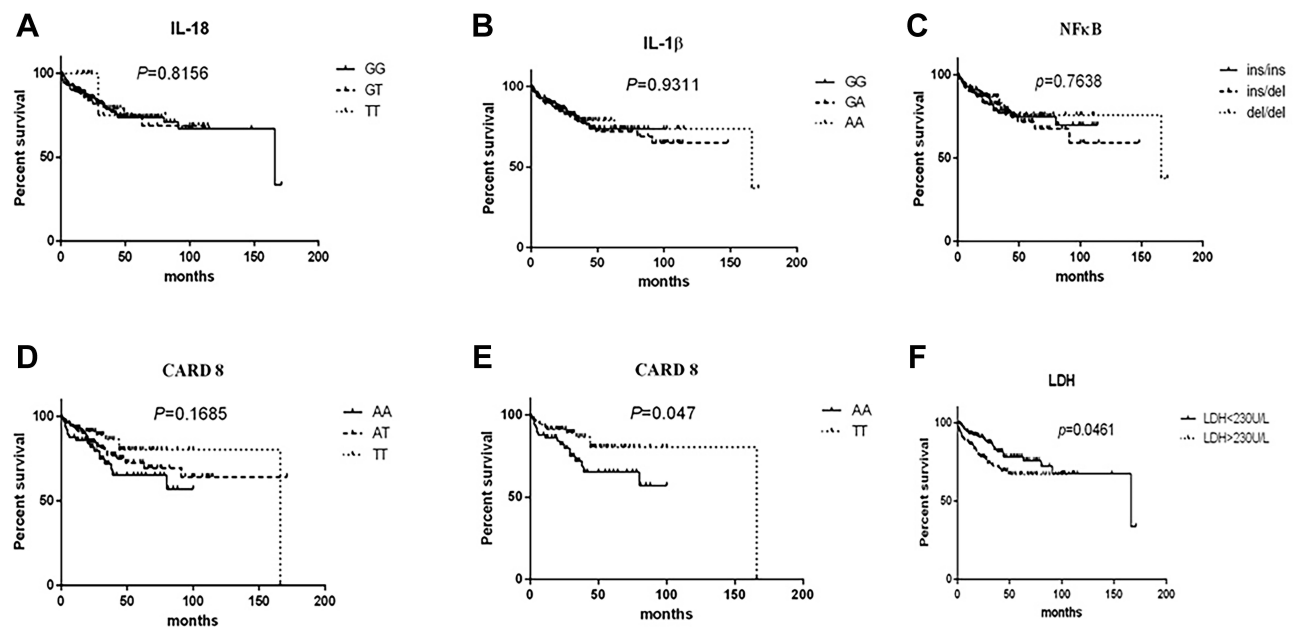 A
IL-18
P=0.8156
GG
GT
TT
Percent survival
100
50
0
0 50 100 150 200
months
B
IL-1β
P=0.9311
GG
GA
AA
Percent survival
100
50
0
0 50 100 150 200
months
C
NFκB
p=0.7638
ins/ins
ins/del
del/del
Percent survival
100
50
0
0 50 100 150 200
months
D
CARD 8
P=0.1685
AA
AT
TT
Percent survival
100
50
0
0 50 100 150 200
months
E
CARD 8
P=0.047
AA
TT
Percent survival
100
50
0
0 50 100 150 200
months
F
LDH
p=0.0461
LDH<230U/L
LDH>230U/L
Percent survival
100
50
0
0 50 100 150 200
months